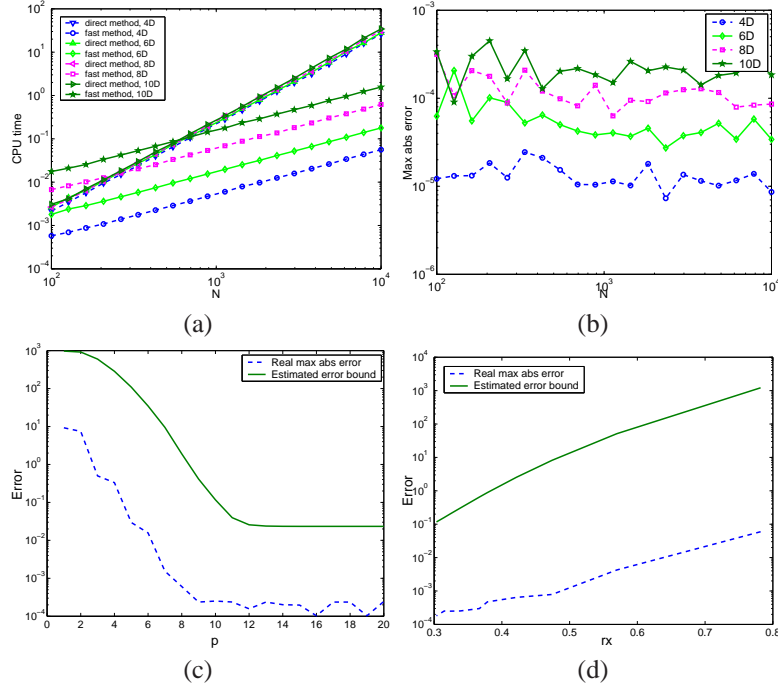 direct method, 4D
fast method, 4D
direct method, 6D
fast method, 6D
direct method, 8D
fast method, 8D
direct method, 10D
fast method, 10D
CPU time
10^2
10^1
10^0
10^-1
10^-2
10^-3
10^-4
10^2
10^3
10^4
N
(a)
4D
6D
8D
10D
Max abs error
10^-3
10^-4
10^-5
10^-6
10^2
10^3
10^4
N
(b)
Real max abs error
Estimated error bound
Error
10^3
10^2
10^1
10^0
10^-1
10^-2
10^-3
10^-4
0 2 4 6 8 10 12 14 16 18 20
p
(c)
Real max abs error
Estimated error bound
Error
10^4
10^3
10^2
10^1
10^0
10^-1
10^-2
10^-3
10^-4
0.3 0.4 0.5 0.6 0.7 0.8
rx
(d)